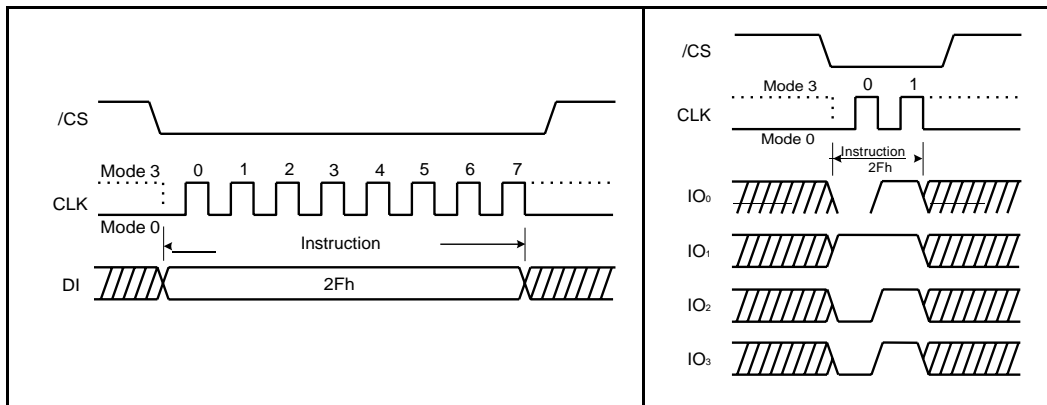 /CS
Mode 3
0 1 2 3 4 5 6 7
CLK
Mode 0
Instruction
DI
2Fh
/CS
Mode 3
0 1
CLK
Mode 0
Instruction
2Fh
IO0
IO1
IO2
IO3